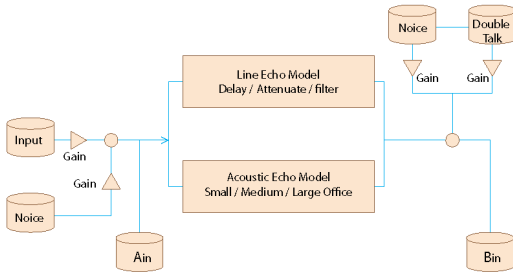 Noice
Double
Talk
Gain
Gain
Line Echo Model
Delay / Attenuate / filter
Input
Gain
Gain
Acoustic Echo Model
Small / Medium / Large Office
Noice
Ain
Bin